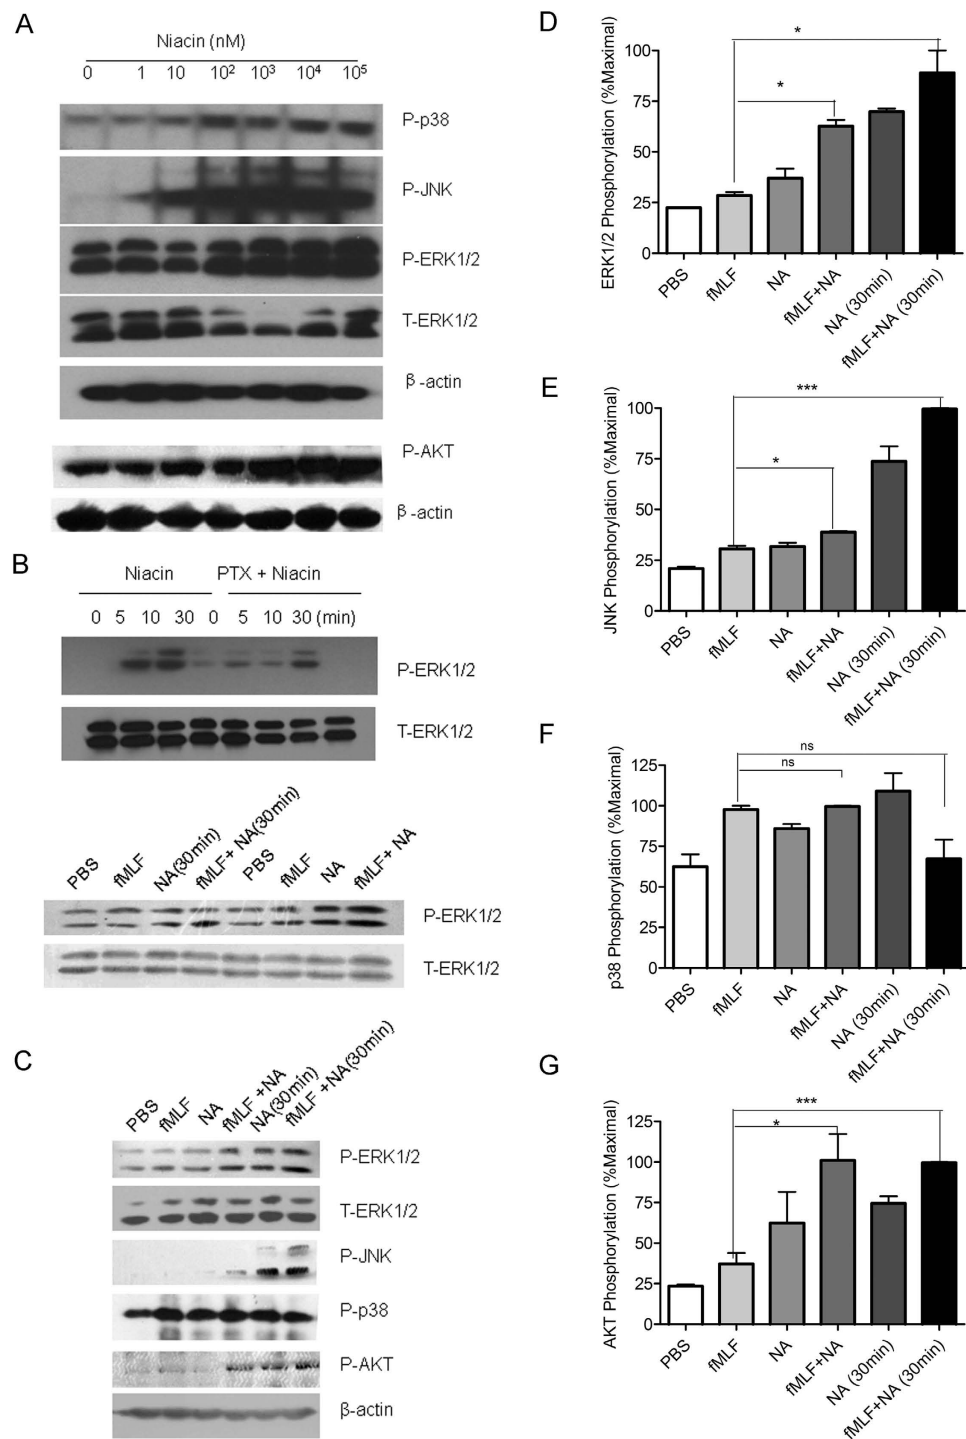 A
Niacin (nM)
0 1 10 10² 10³ 10⁴ 10⁵
P-p38
P-JNK
P-ERK1/2
T-ERK1/2
β-actin
P-AKT
β-actin
B
Niacin PTX + Niacin
0 5 10 30 0 5 10 30 (min)
P-ERK1/2
T-ERK1/2
PBS fMLF NA(30min) fMLF+ NA(30min) PBS fMLF NA fMLF+ NA
P-ERK1/2
T-ERK1/2
C
PBS fMLF NA fMLF +NA NA(30min) fMLF +NA(30min)
P-ERK1/2
T-ERK1/2
P-JNK
P-p38
P-AKT
β-actin
D
ERK1/2 Phosphorylation (%Maximal)
100
75
50
25
0
*
*
PBS fMLF NA fMLF+NA NA (30min) fMLF+NA (30min)
E
JNK Phosphorylation (%Maximal)
100
75
50
25
0
***
*
PBS fMLF NA fMLF+NA NA (30min) fMLF+NA (30min)
F
p38 Phosphorylation (%Maximal)
125
100
75
50
25
0
ns
ns
PBS fMLF NA fMLF+NA NA (30min) fMLF+NA (30min)
G
AKT Phosphorylation (%Maximal)
125
100
75
50
25
0
***
*
PBS fMLF NA fMLF+NA NA (30min) fMLF+NA (30min)